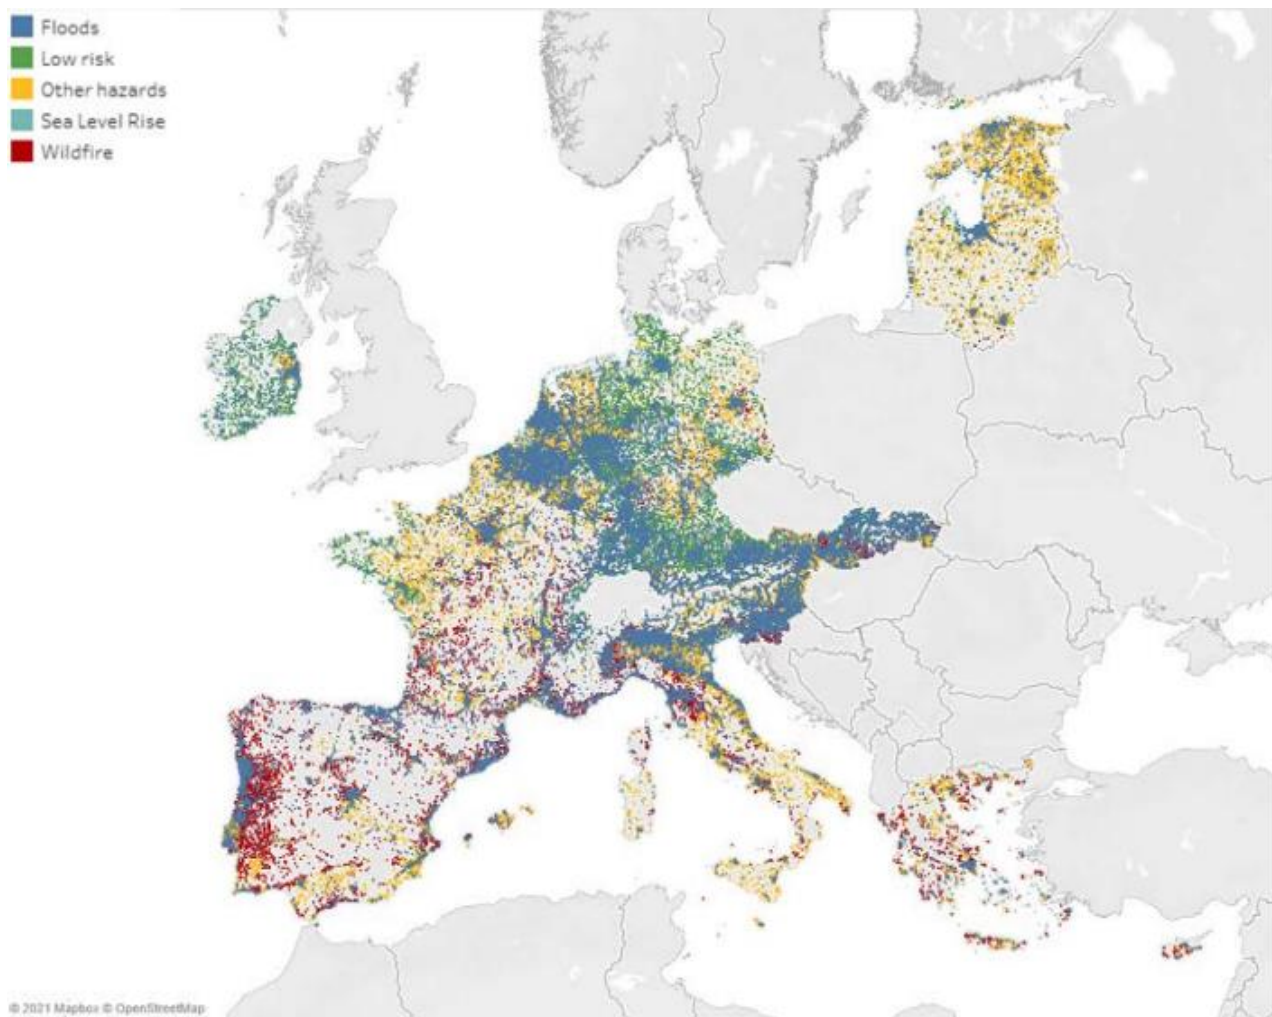 Floods
Low risk
Other hazards
Sea Level Rise
Wildfire
© 2021 Mapbox © OpenStreetMap